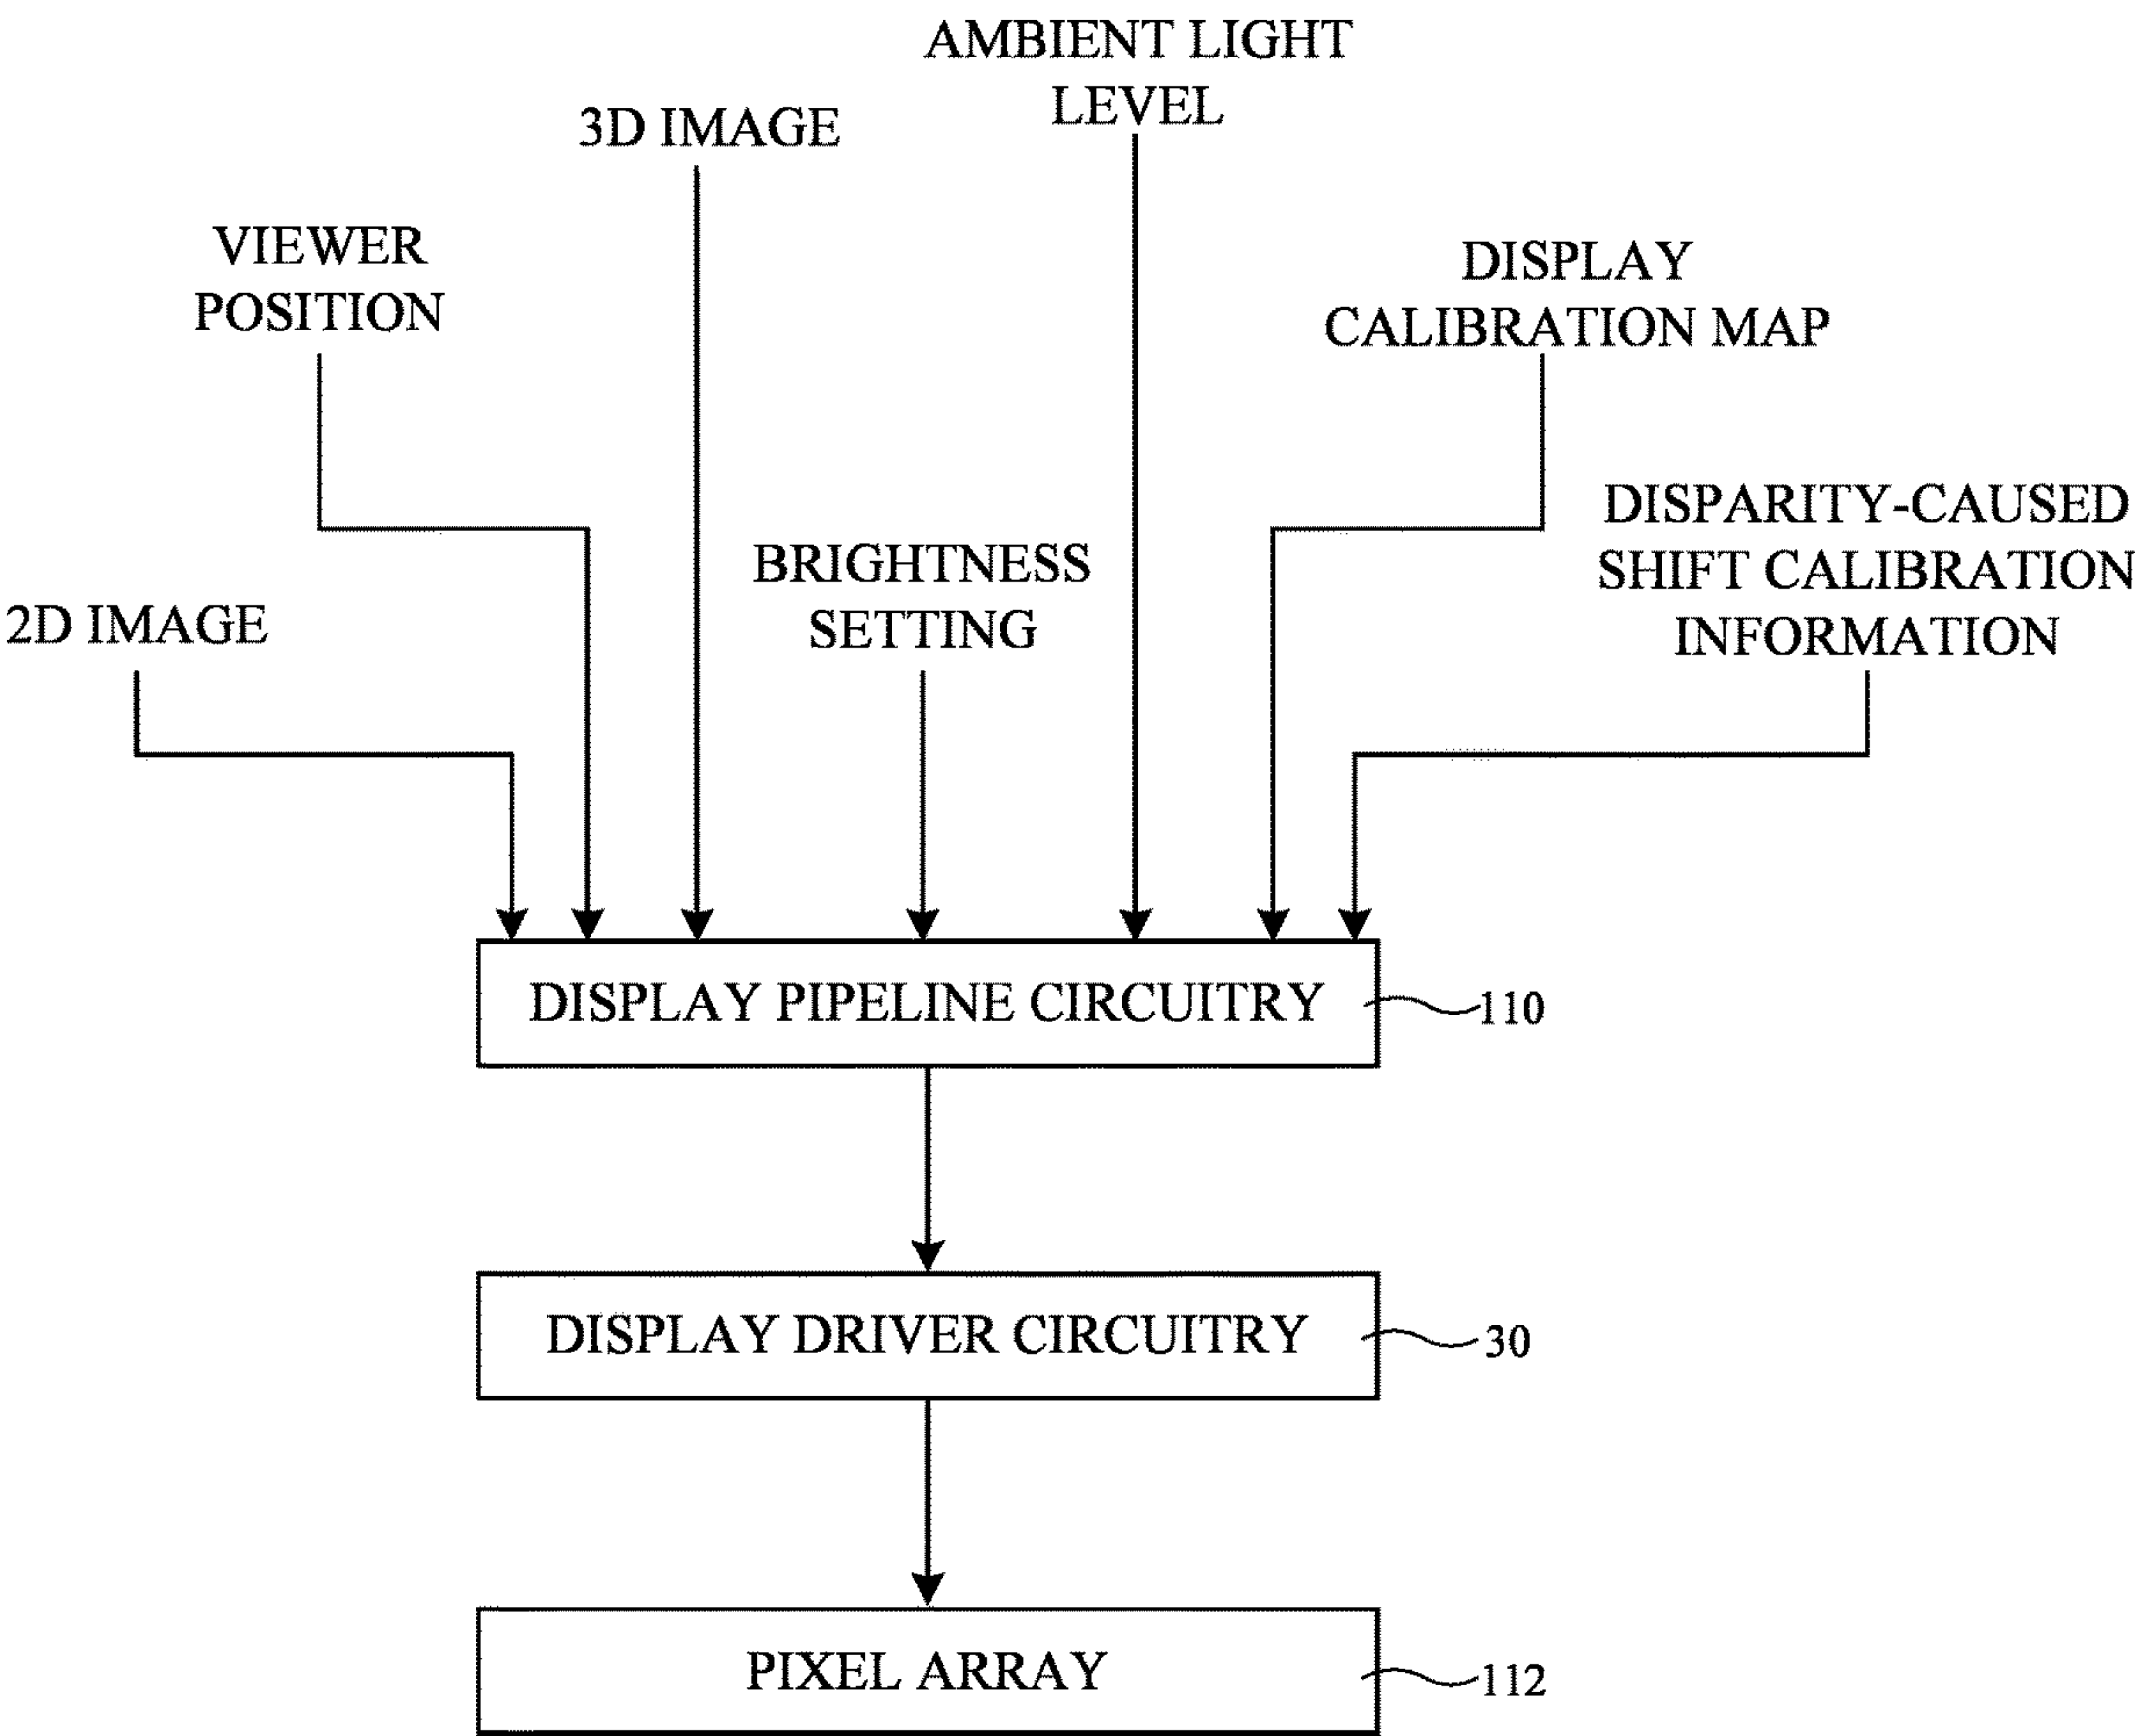 AMBIENT LIGHT
LEVEL
3D IMAGE
VIEWER
POSITION
DISPLAY
CALIBRATION MAP
DISPARITY-CAUSED
SHIFT CALIBRATION
INFORMATION
BRIGHTNESS
SETTING
2D IMAGE
DISPLAY PIPELINE CIRCUITRY
110
DISPLAY DRIVER CIRCUITRY
30
PIXEL ARRAY
112